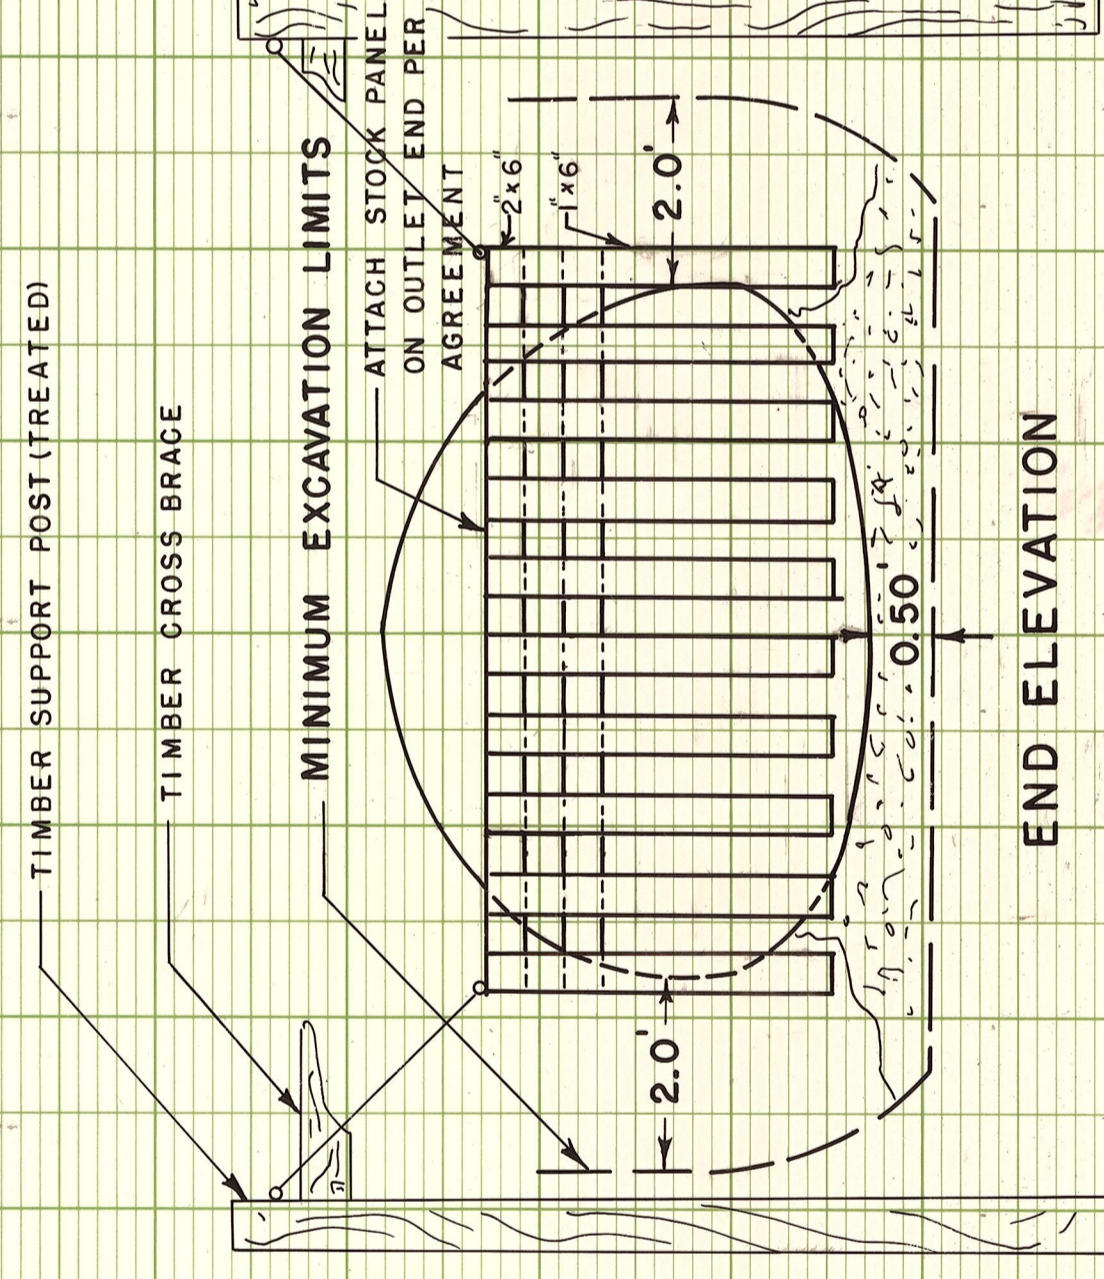 TIMBER SUPPORT POST (TREATED)
TIMBER CROSS BRACE
MINIMUM EXCAVATION LIMITS
ATTACH STOCK PANEL
ON OUTLET END PER
AGREEMENT
2"x6"
1"x6"
2.0'
2.0'
0.50'
END ELEVATION